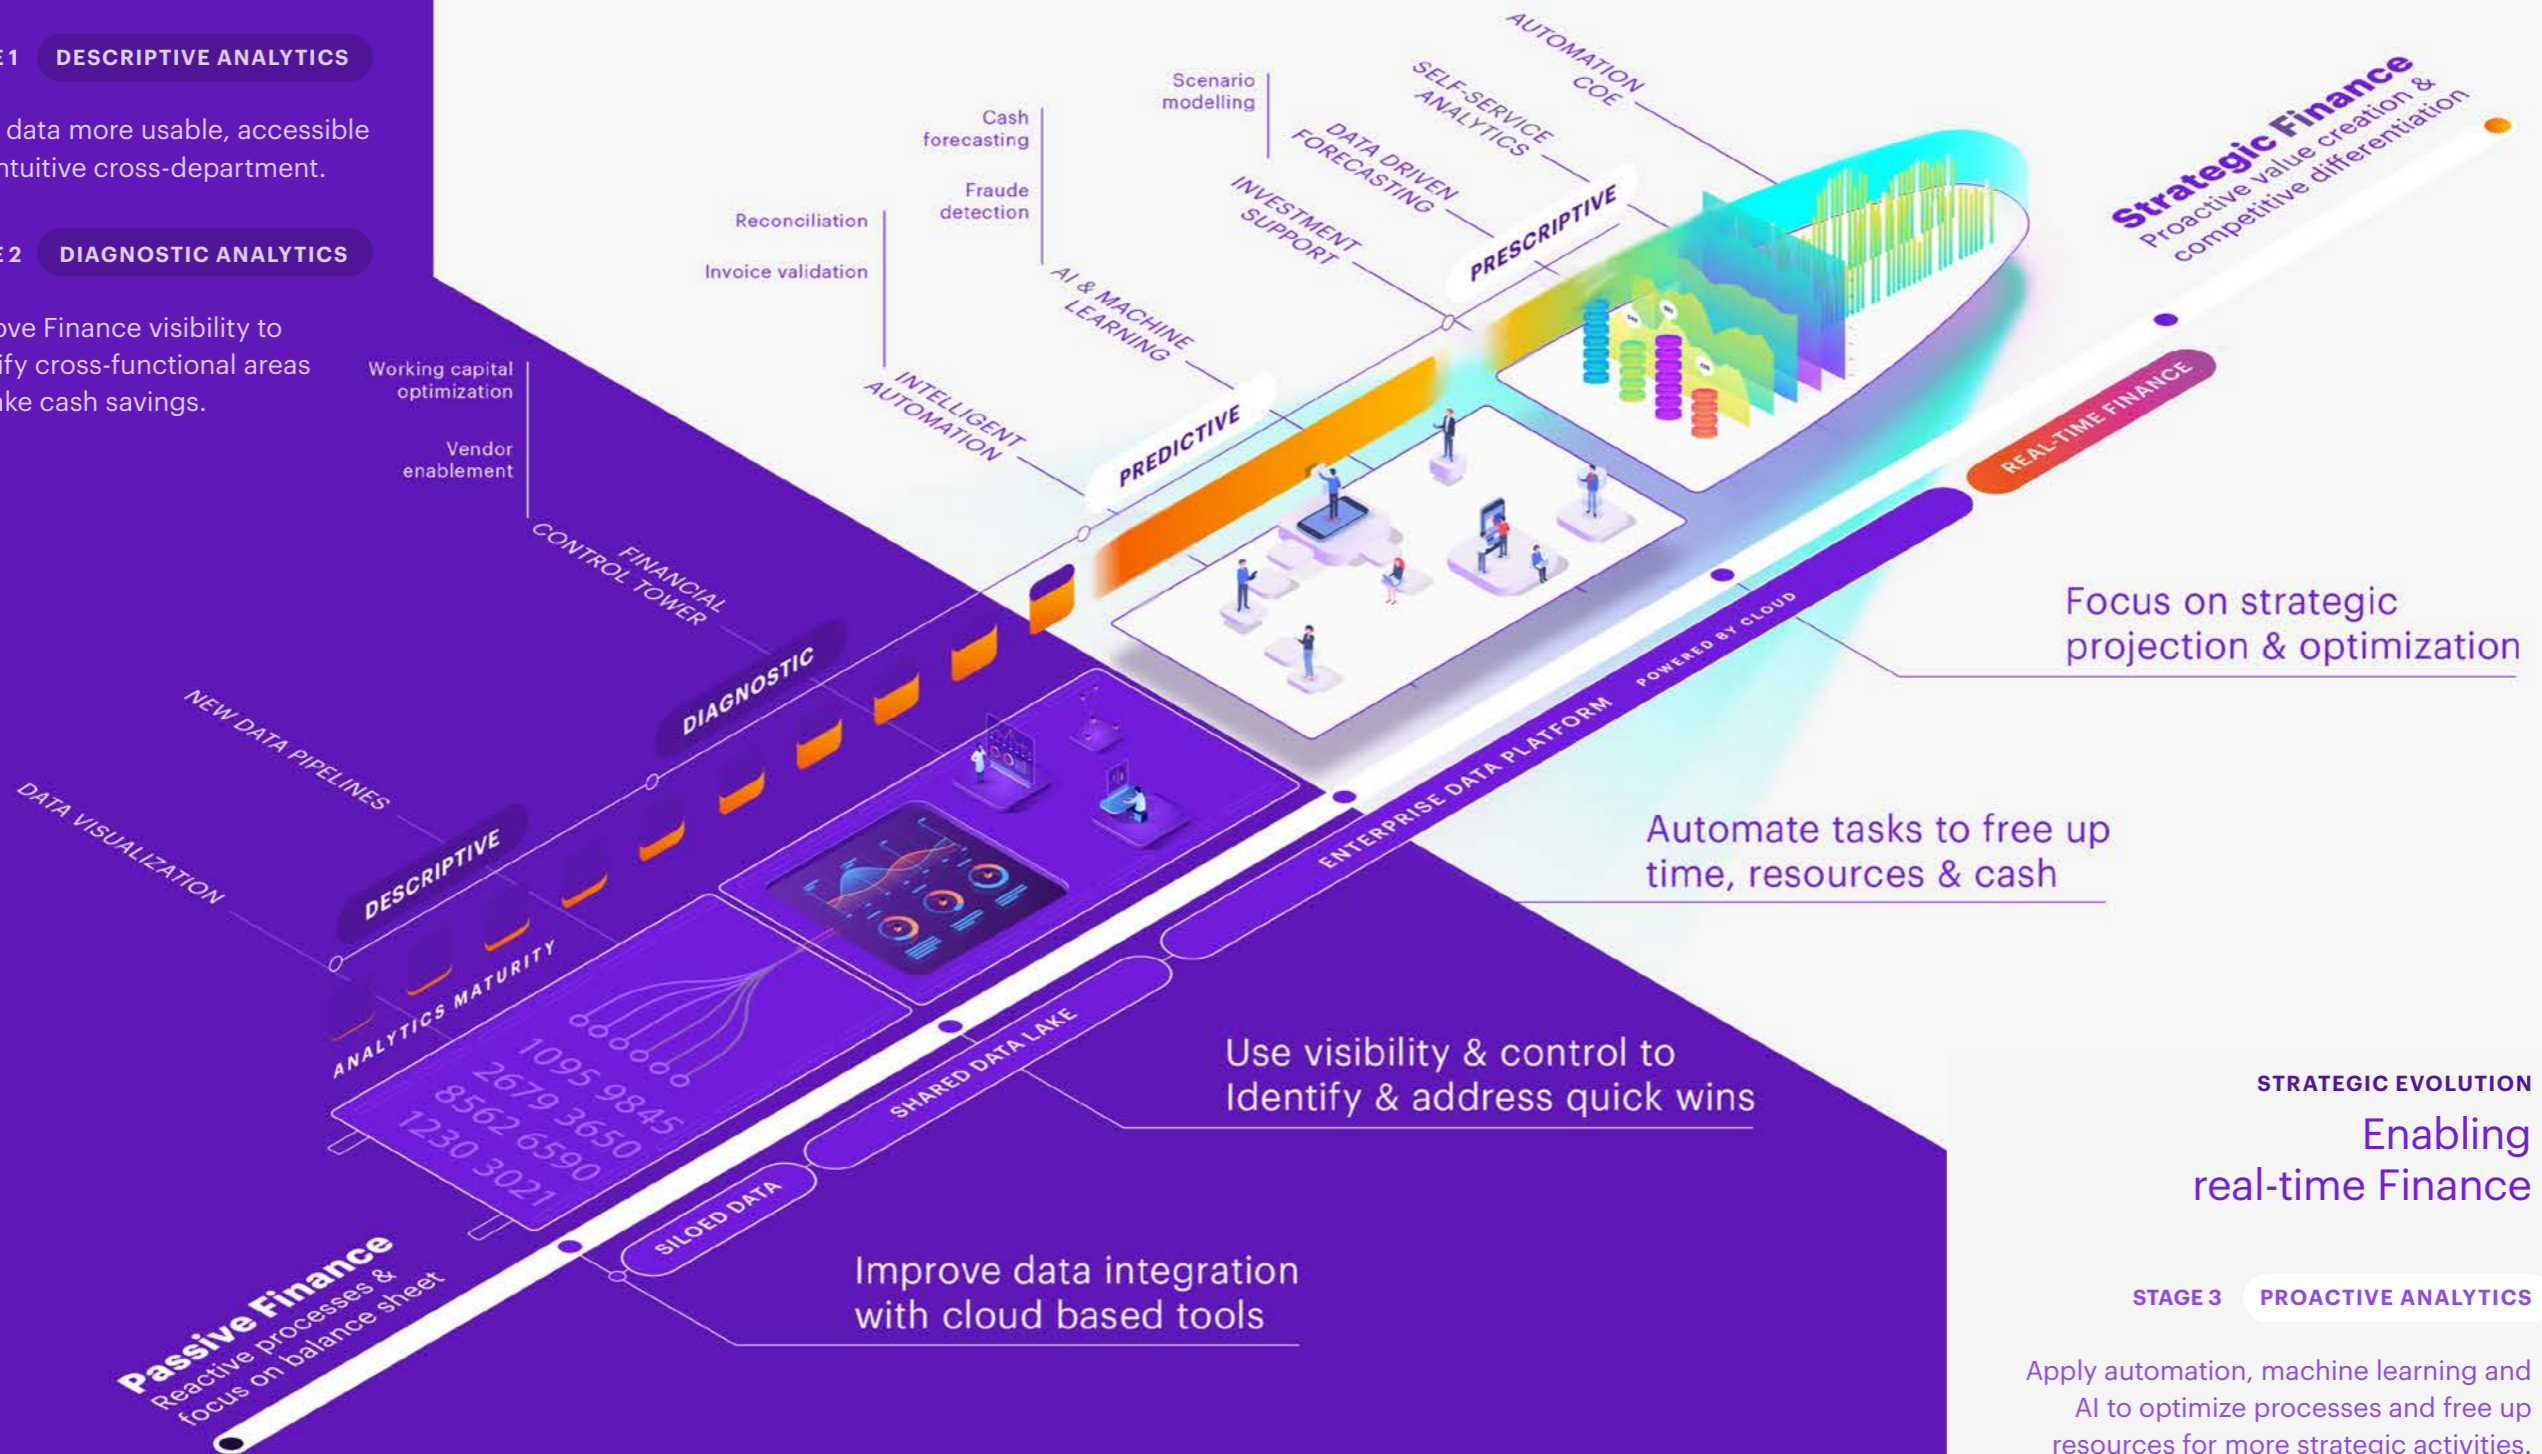 E 1 DESCRIPTIVE ANALYTICS
data more usable, accessible
ntuitive cross-department.
E 2 DIAGNOSTIC ANALYTICS
ove Finance visibility to
ify cross-functional areas
ake cash savings.
Working capital
optimization
Vendor
enablement
FINANCIAL
CONTROL TOWER
NEW DATA PIPELINES
DATA VISUALIZATION
Reconciliation
Invoice validation
INTELLIGENT
AUTOMATION
Cash
forecasting
Fraude
detection
AI & MACHINE
LEARNING
Scenario
modelling
INVESTMENT
SUPPORT
DATA DRIVEN
FORECASTING
SELF-SERVICE
ANALYTICS
AUTOMATION
COE
DESCRIPTIVE
DIAGNOSTIC
PREDICTIVE
PRESCRIPTIVE
ANALYTICS MATURITY
1095 9845
2679 3650
8562 6590
1230 3021
Strategic Finance
Proactive value creation &
competitive differentiation
Passive Finance
Reactive processes &
focus on balance sheet
SILOED DATA
SHARED DATA LAKE
ENTERPRISE DATA PLATFORM POWERED BY CLOUD
REAL-TIME FINANCE
Focus on strategic
projection & optimization
Automate tasks to free up
time, resources & cash
Use visibility & control to
Identify & address quick wins
Improve data integration
with cloud based tools
STRATEGIC EVOLUTION
Enabling
real-time Finance
STAGE 3 PROACTIVE ANALYTICS
Apply automation, machine learning and
AI to optimize processes and free up
resources for more strategic activities.